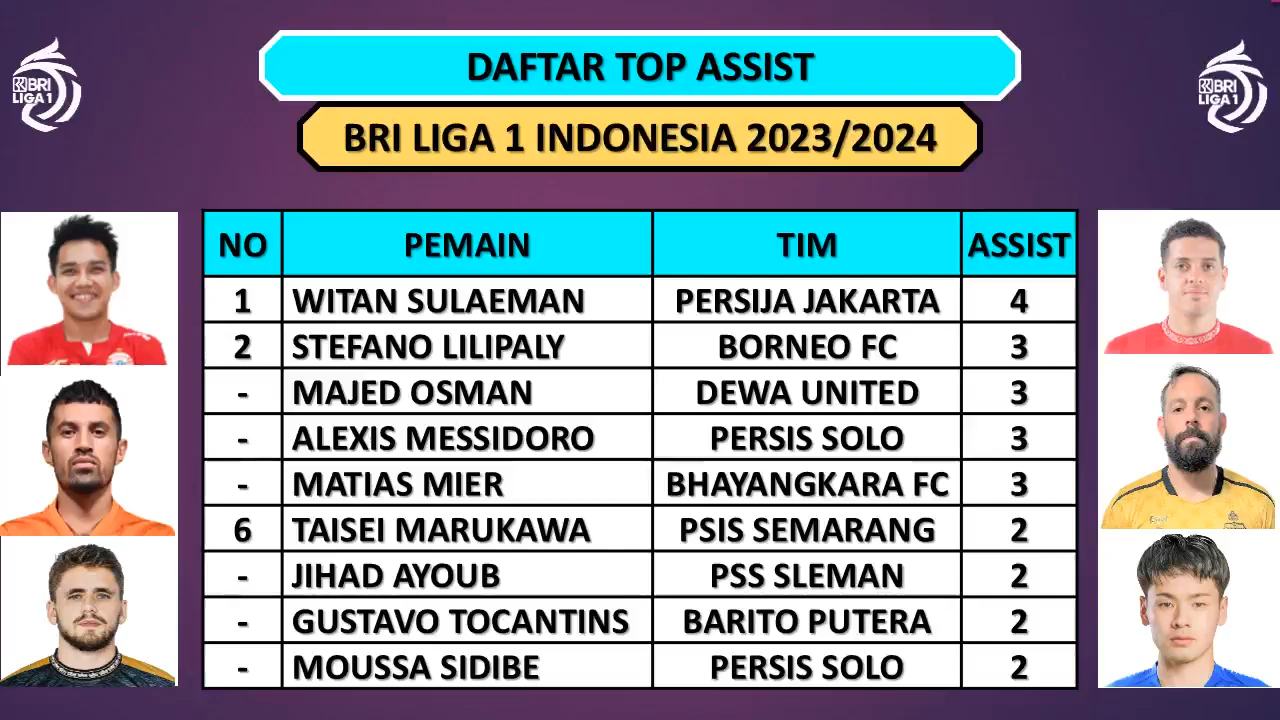 DAFTAR TOP ASSIST
BRI LIGA 1 INDONESIA 2023/2024
BRI
LIGA 1
BRI
LIGA 1
NO PEMAIN TIM ASSIST
1 WITAN SULAEMAN PERSIJA JAKARTA 4
2 STEFANO LILIPALY BORNEO FC 3
- MAJED OSMAN DEWA UNITED 3
- ALEXIS MESSIDORO PERSIS SOLO 3
- MATIAS MIER BHAYANGKARA FC 3
6 TAISEI MARUKAWA PSIS SEMARANG 2
- JIHAD AYOUB PSS SLEMAN 2
- GUSTAVO TOCANTINS BARITO PUTERA 2
- MOUSSA SIDIBE PERSIS SOLO 2